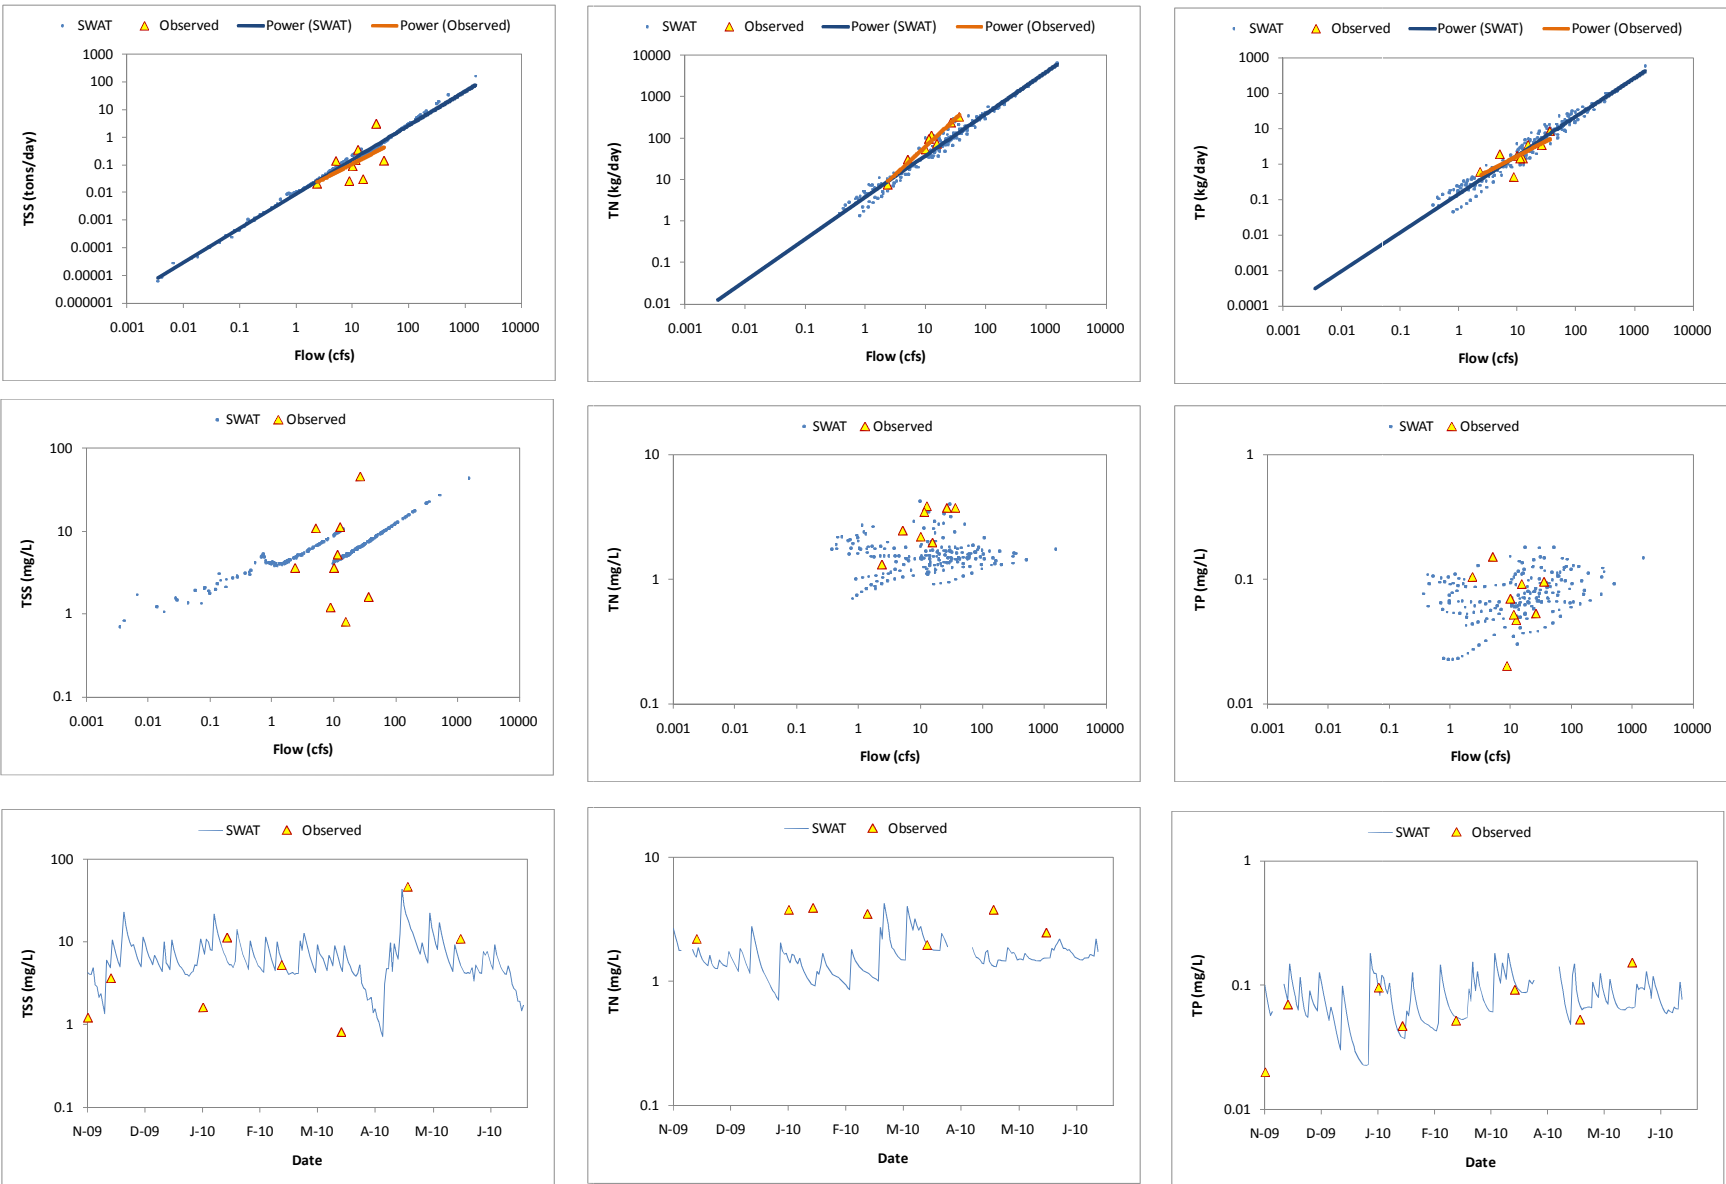 SWAT Observed Power (SWAT) Power (Observed)
1000
100
10
1
0.1
0.01
0.001
0.0001
0.00001
0.000001
TSS (tons/day)
0.001 0.01 0.1 1 10 100 1000 10000
Flow (cfs)
SWAT Observed Power (SWAT) Power (Observed)
10000
1000
100
10
1
0.1
0.01
TN (kg/day)
0.001 0.01 0.1 1 10 100 1000 10000
Flow (cfs)
SWAT Observed Power (SWAT) Power (Observed)
1000
100
10
1
0.1
0.01
0.001
0.0001
TP (kg/day)
0.001 0.01 0.1 1 10 100 1000 10000
Flow (cfs)
SWAT Observed
100
10
1
0.1
TSS (mg/L)
0.001 0.01 0.1 1 10 100 1000 10000
Flow (cfs)
SWAT Observed
10
1
0.1
TN (mg/L)
0.001 0.01 0.1 1 10 100 1000 10000
Flow (cfs)
SWAT Observed
1
0.1
0.01
TP (mg/L)
0.001 0.01 0.1 1 10 100 1000 10000
Flow (cfs)
SWAT Observed
100
10
1
0.1
TSS (mg/L)
N-09 D-09 J-10 F-10 M-10 A-10 M-10 J-10
Date
SWAT Observed
10
1
0.1
TN (mg/L)
N-09 D-09 J-10 F-10 M-10 A-10 M-10 J-10
Date
SWAT Observed
1
0.1
0.01
TP (mg/L)
N-09 D-09 J-10 F-10 M-10 A-10 M-10 J-10
Date